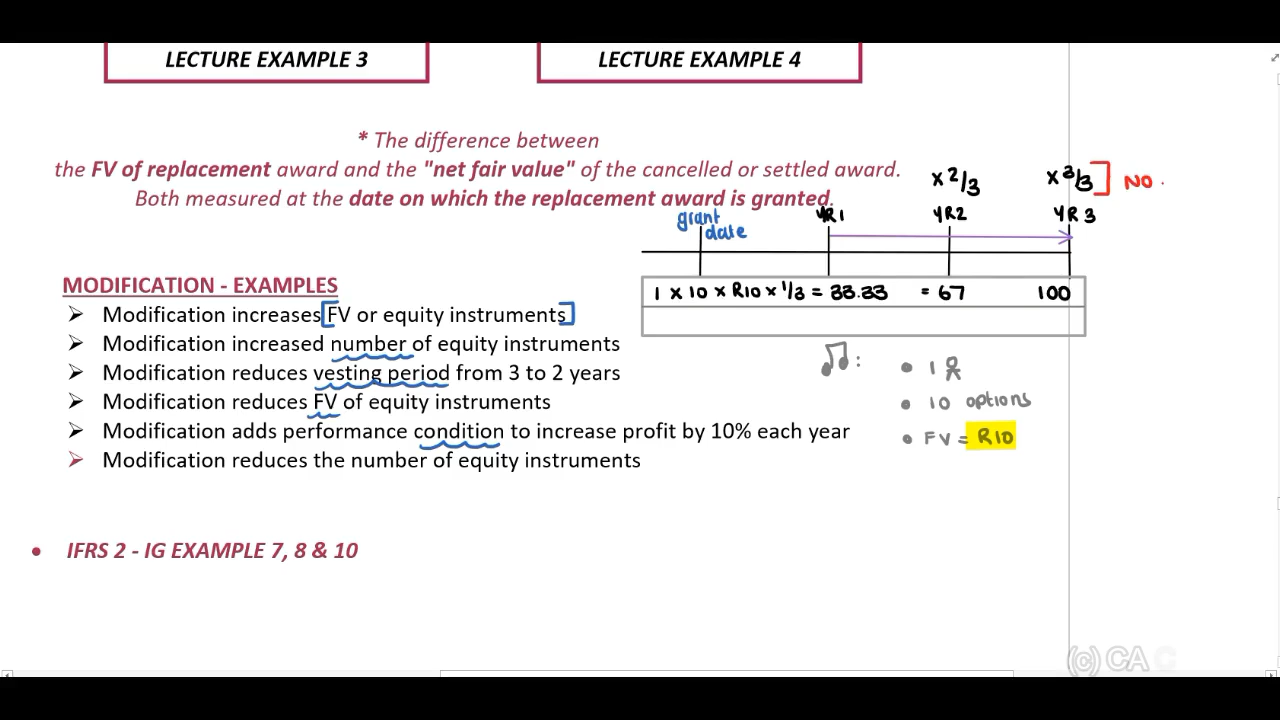 LECTURE EXAMPLE 3
LECTURE EXAMPLE 4
* The difference between
the FV of replacement award and the "net fair value" of the cancelled or settled award.
Both measured at the date on which the replacement award is granted.
x 2/3
x 3/3] NO.
grant date
YR1
YR2
YR3
1 x 10 x R10 x 1/3 = 33.33 = 67 100
MODIFICATION - EXAMPLES
➢ Modification increases [FV or equity instruments]
➢ Modification increased number of equity instruments
➢ Modification reduces vesting period from 3 to 2 years
➢ Modification reduces FV of equity instruments
➢ Modification adds performance condition to increase profit by 10% each year
➢ Modification reduces the number of equity instruments
♫:
• 1
• 10 options
• FV = R10
• IFRS 2 - IG EXAMPLE 7, 8 & 10
(c) CA C